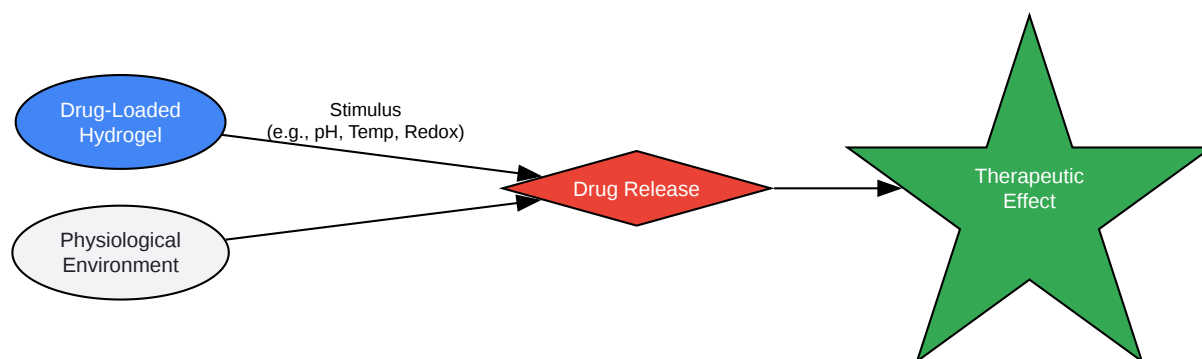 Drug-Loaded
Hydrogel
Stimulus
(e.g., pH, Temp, Redox)
Physiological
Environment
Drug Release
Therapeutic
Effect